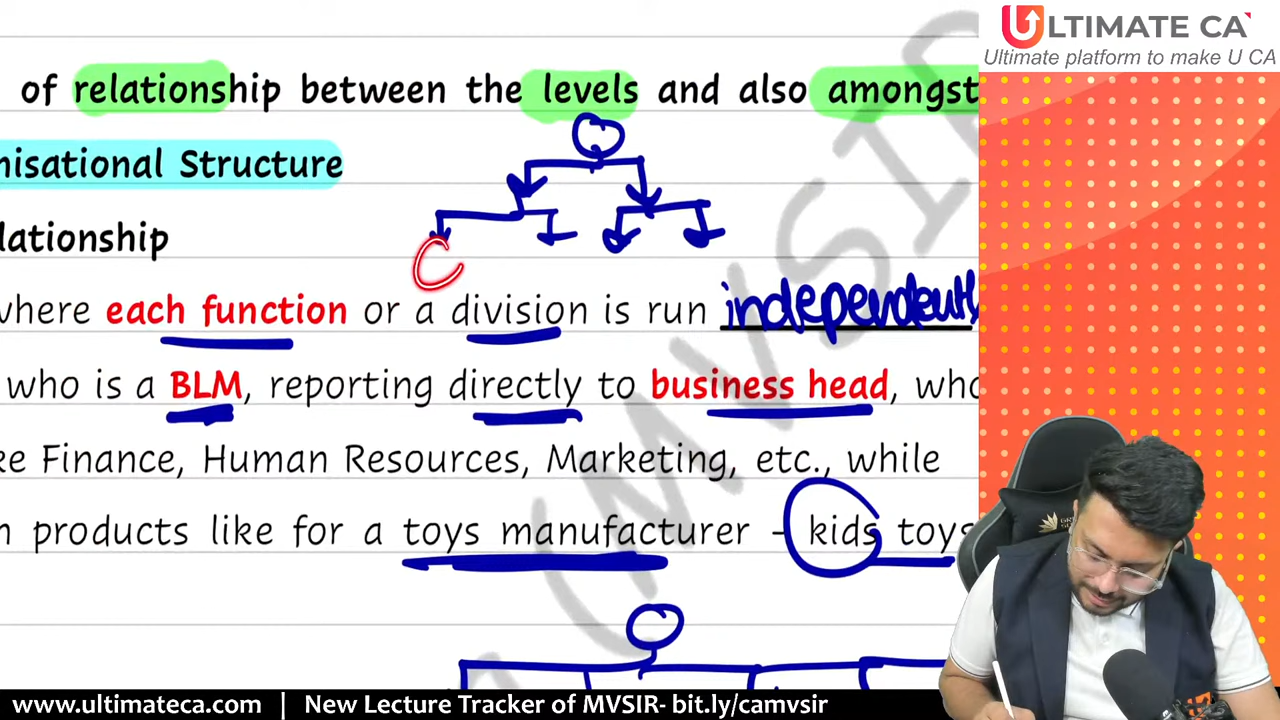 ULTIMATE CA
Ultimate platform to make U CA
of relationship between the levels and also amongst
nisational Structure
lationship
where each function or a division is run independently
who is a BLM, reporting directly to business head, who
ke Finance, Human Resources, Marketing, etc., while
n products like for a toys manufacturer - kids toys
www.ultimateca.com | New Lecture Tracker of MVSIR- bit.ly/camvsir